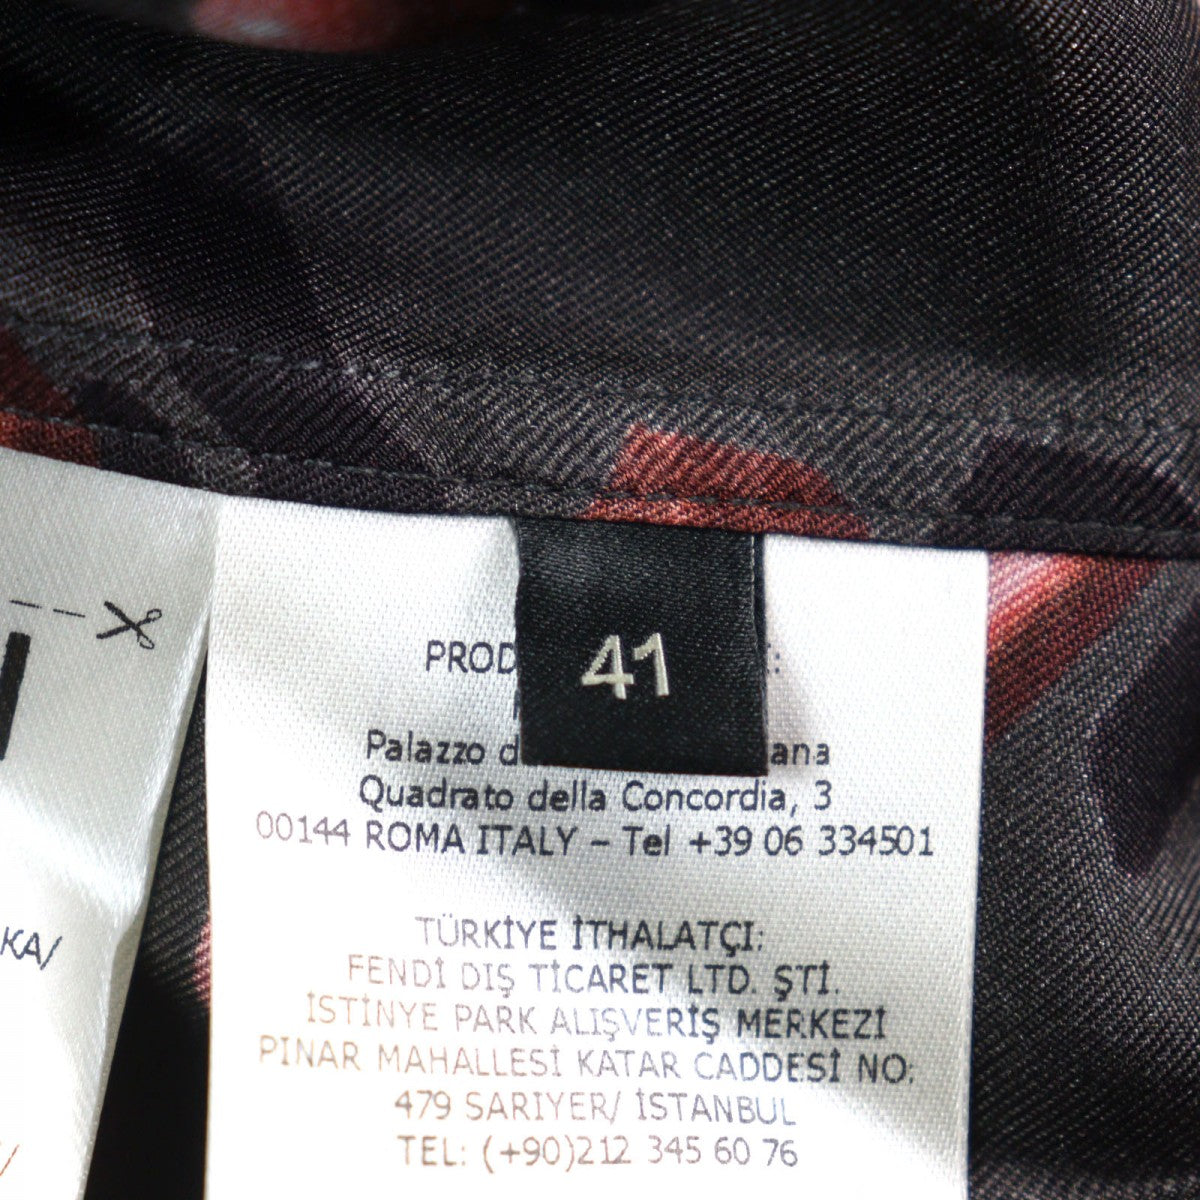 41
PROD
Palazzo d ana
Quadrato della Concordia, 3
00144 ROMA ITALY – Tel +39 06 334501
TÜRKİYE İTHALATÇI:
FENDİ DIŞ TİCARET LTD. ŞTİ.
İSTİNYE PARK ALIŞVERİŞ MERKEZİ
PINAR MAHALLESİ KATAR CADDESİ NO:
479 SARIYER/ İSTANBUL
TEL: (+90)212 345 60 76
KA/